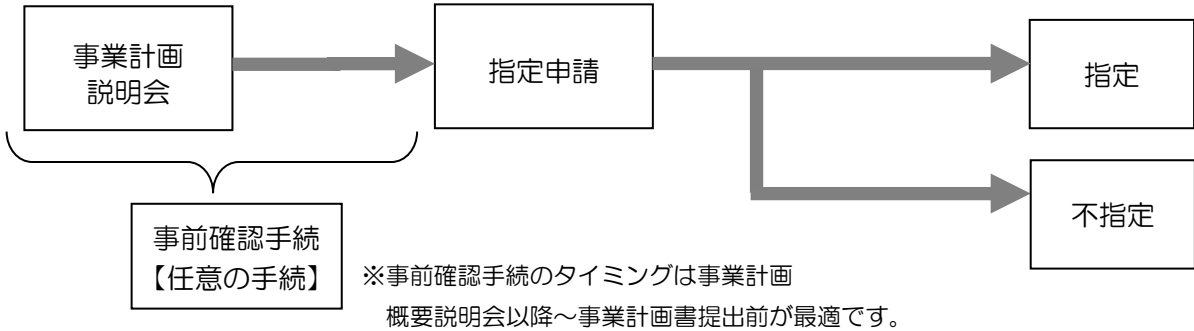 事業計画
説明会
指定申請
指定
不指定
事前確認手続
【任意の手続】
※事前確認手続のタイミングは事業計画
概要説明会以降～事業計画書提出前が最適です。